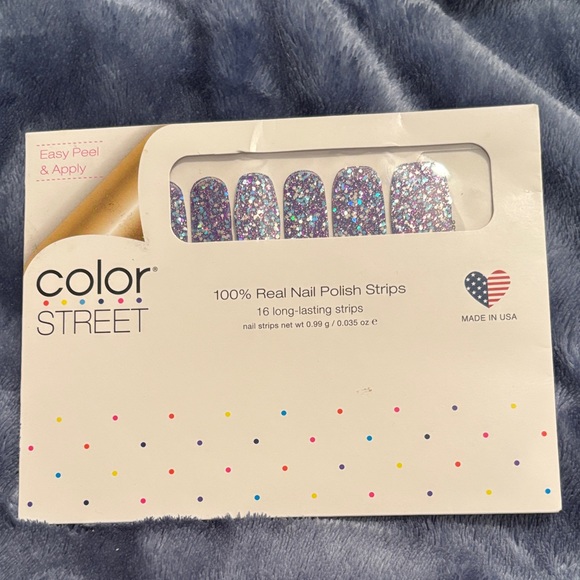 Easy Peel
& Apply
color®
STREET
100% Real Nail Polish Strips
16 long-lasting strips
nail strips net wt 0.99 g / 0.035 oz ℮
MADE IN USA